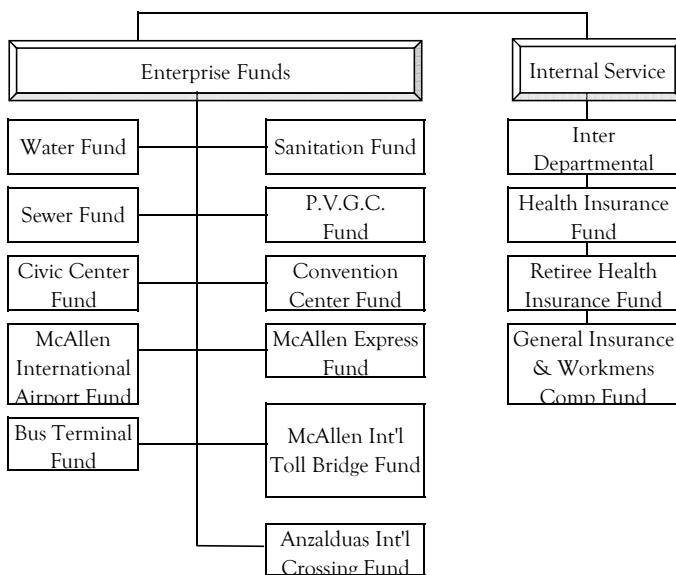 Enterprise Funds
Internal Service
Water Fund
Sanitation Fund
Inter
Departmental
Sewer Fund
P.V.G.C.
Fund
Health Insurance
Fund
Civic Center
Fund
Convention
Center Fund
Retiree Health
Insurance Fund
McAllen
International
Airport Fund
McAllen Express
Fund
General Insurance
& Workmens
Comp Fund
Bus Terminal
Fund
McAllen Int'l
Toll Bridge Fund
Anzalduas Int'l
Crossing Fund